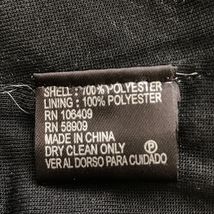 SHELL: 100% POLYESTER
LINING: 100% POLYESTER
RN 106409
RN 58909
MADE IN CHINA
DRY CLEAN ONLY
VER AL DORSO PARA CUIDADO
P